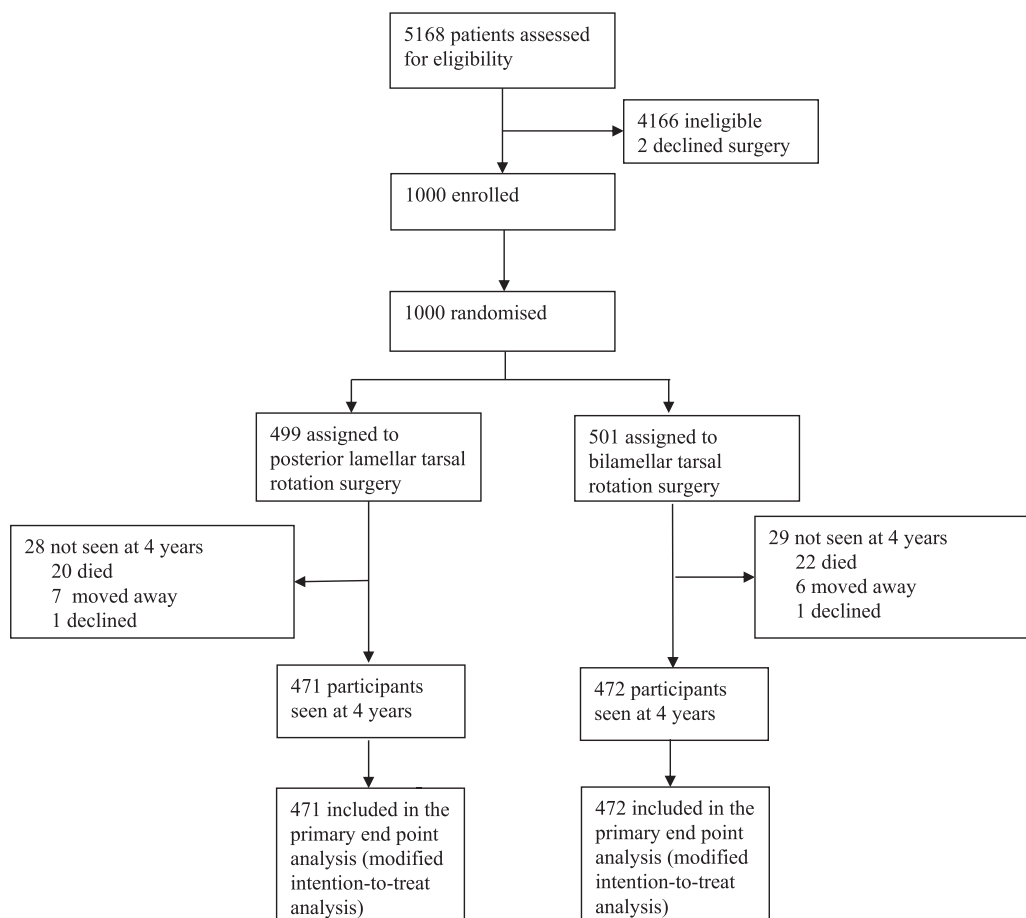 5168 patients assessed
for eligibility
4166 ineligible
2 declined surgery
1000 enrolled
1000 randomised
499 assigned to
posterior lamellar tarsal
rotation surgery
501 assigned to
bilamellar tarsal
rotation surgery
28 not seen at 4 years
20 died
7 moved away
1 declined
29 not seen at 4 years
22 died
6 moved away
1 declined
471 participants
seen at 4 years
472 participants
seen at 4 years
471 included in the
primary end point
analysis (modified
intention-to-treat
analysis)
472 included in the
primary end point
analysis (modified
intention-to-treat
analysis)